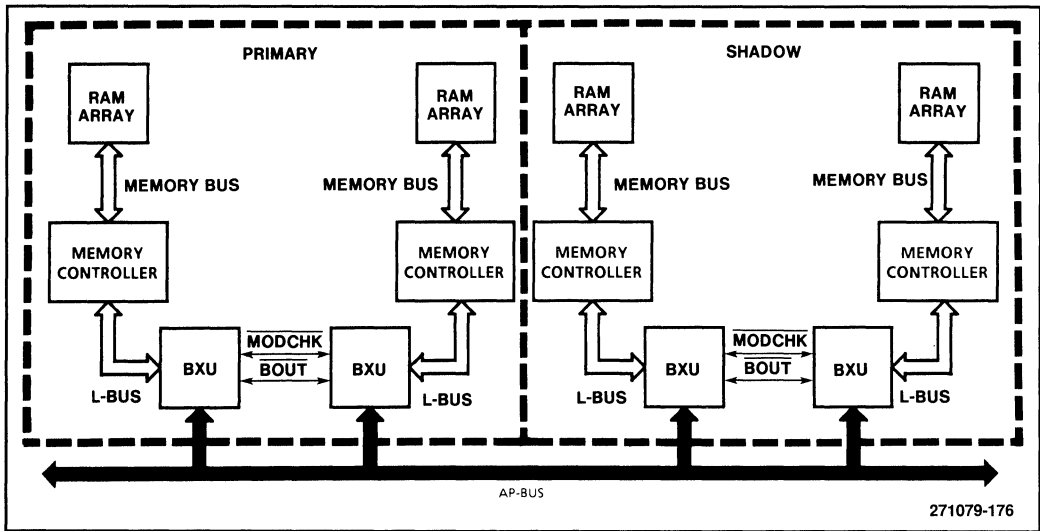 PRIMARY
SHADOW
RAM
ARRAY
RAM
ARRAY
RAM
ARRAY
RAM
ARRAY
MEMORY BUS
MEMORY BUS
MEMORY BUS
MEMORY BUS
MEMORY
CONTROLLER
MEMORY
CONTROLLER
MEMORY
CONTROLLER
MEMORY
CONTROLLER
MODCHK
BOUT
MODCHK
BOUT
BXU
BXU
BXU
BXU
L-BUS
L-BUS
L-BUS
L-BUS
AP-BUS
271079-176